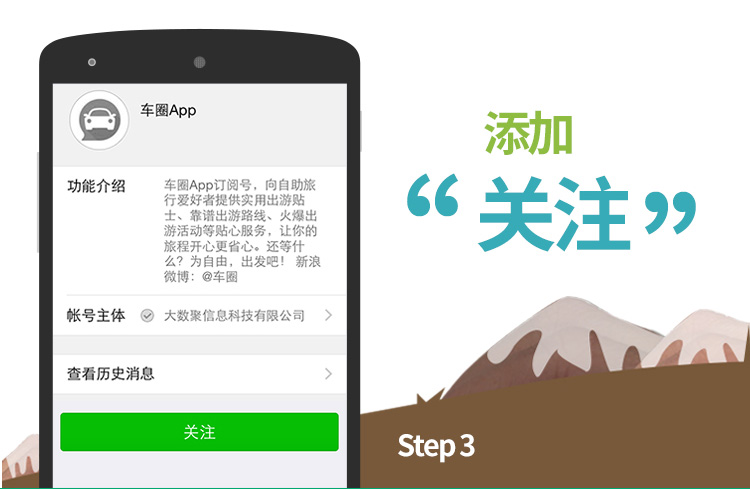 车圈App
功能介绍
车圈App订阅号，向自助旅
行爱好者提供实用出游贴
士、靠谱出游路线、火爆出
游活动等贴心服务，让你的
旅程开心更省心。还等什
么？为自由，出发吧！ 新浪
微博：@车圈
帐号主体 大数聚信息科技有限公司
查看历史消息
关注
添加
“关注”
Step 3